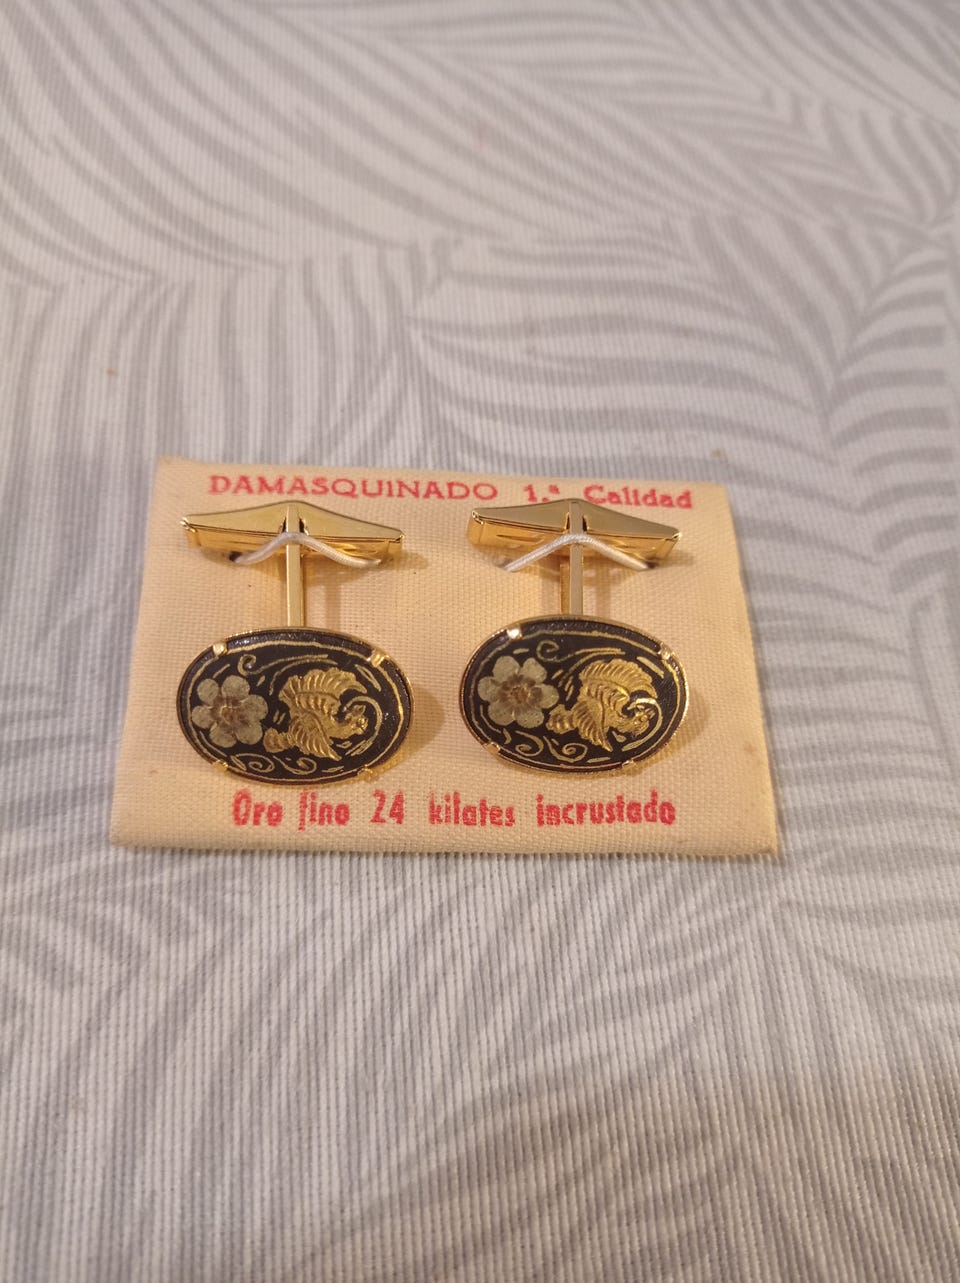 DAMASQUINADO 1.ª Calidad
Oro fino 24 kilates incrustado